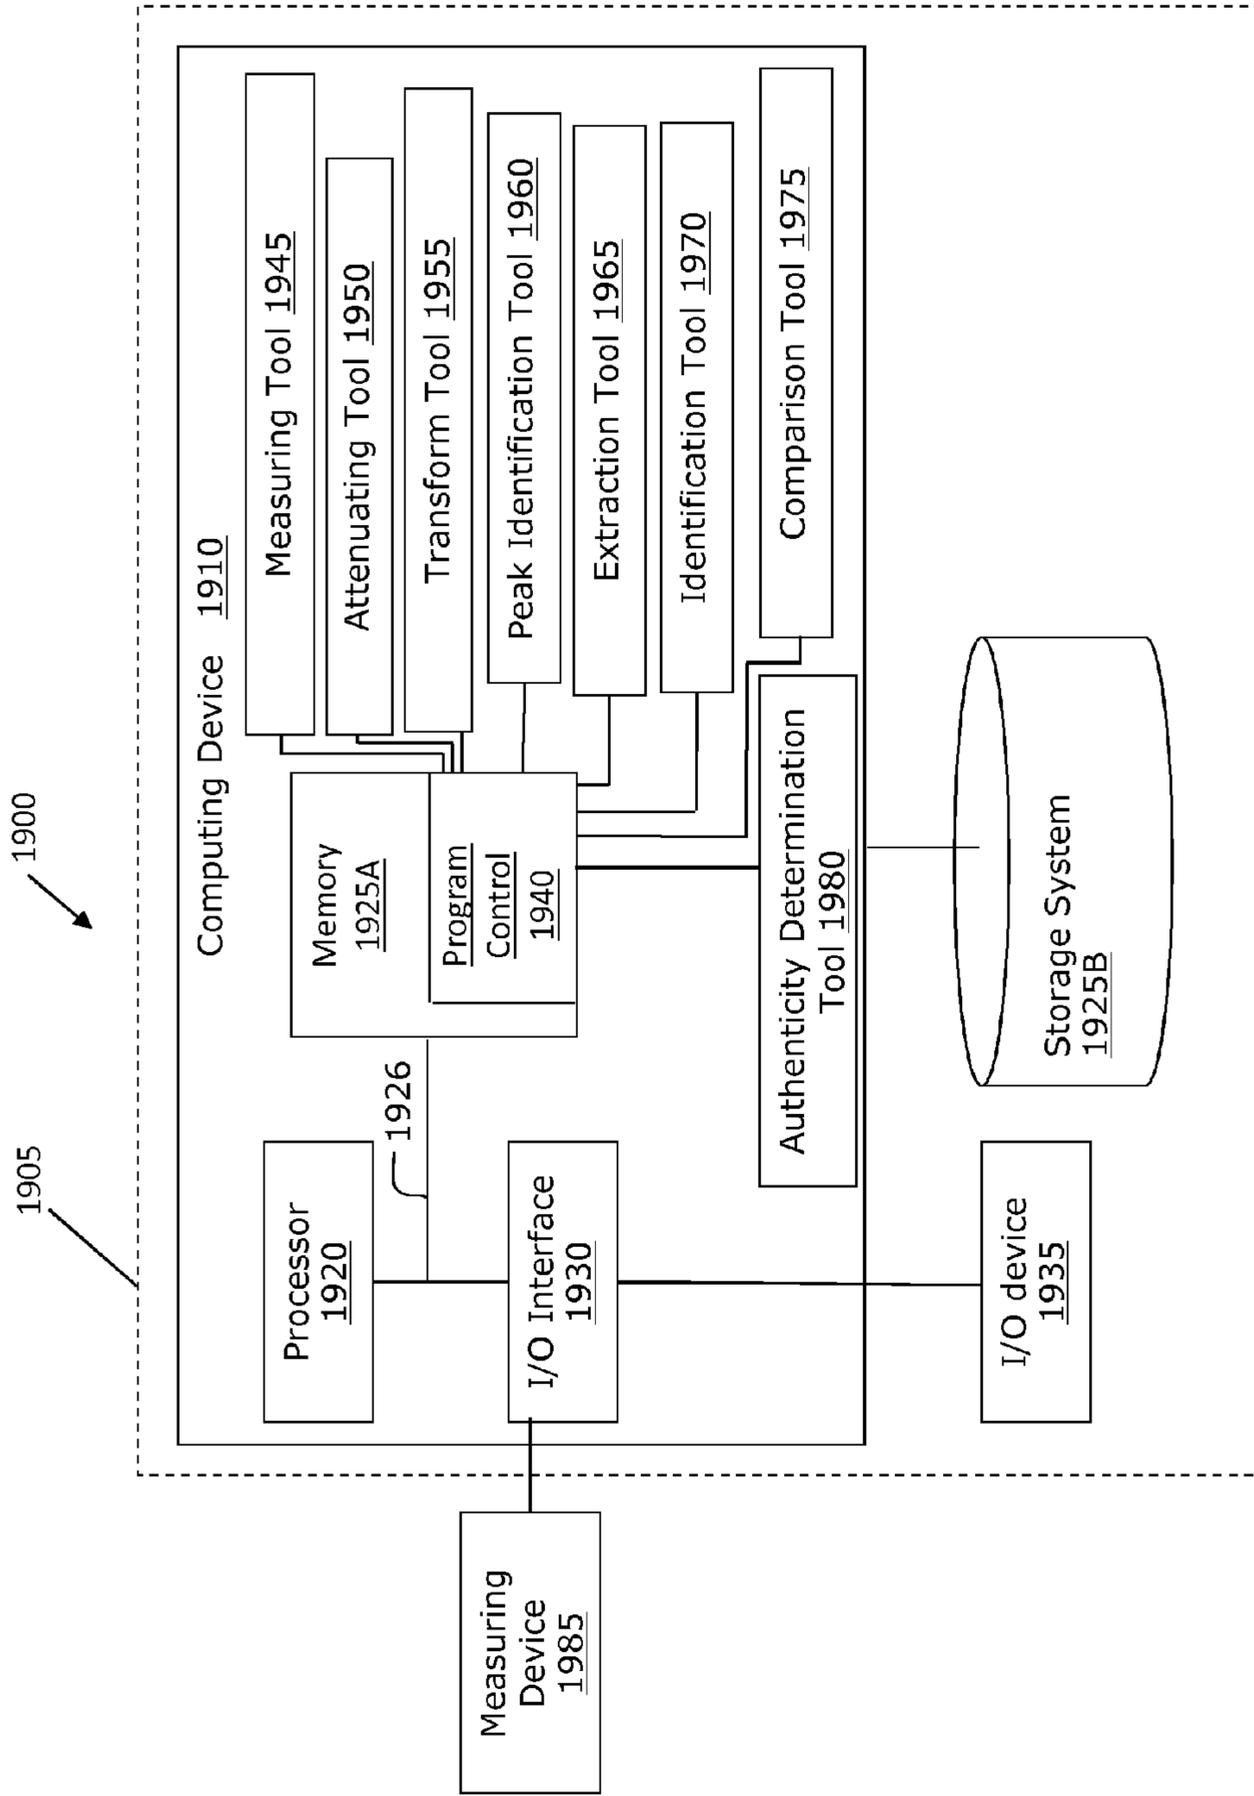 1900
1905
Computing Device 1910
Processor
1920
1926
Memory
1925A
Program
Control
1940
Measuring Tool 1945
Attenuating Tool 1950
Transform Tool 1955
Peak Identification Tool 1960
Extraction Tool 1965
Identification Tool 1970
Comparison Tool 1975
Authenticity Determination
Tool 1980
I/O Interface
1930
Measuring
Device
1985
I/O device
1935
Storage System
1925B